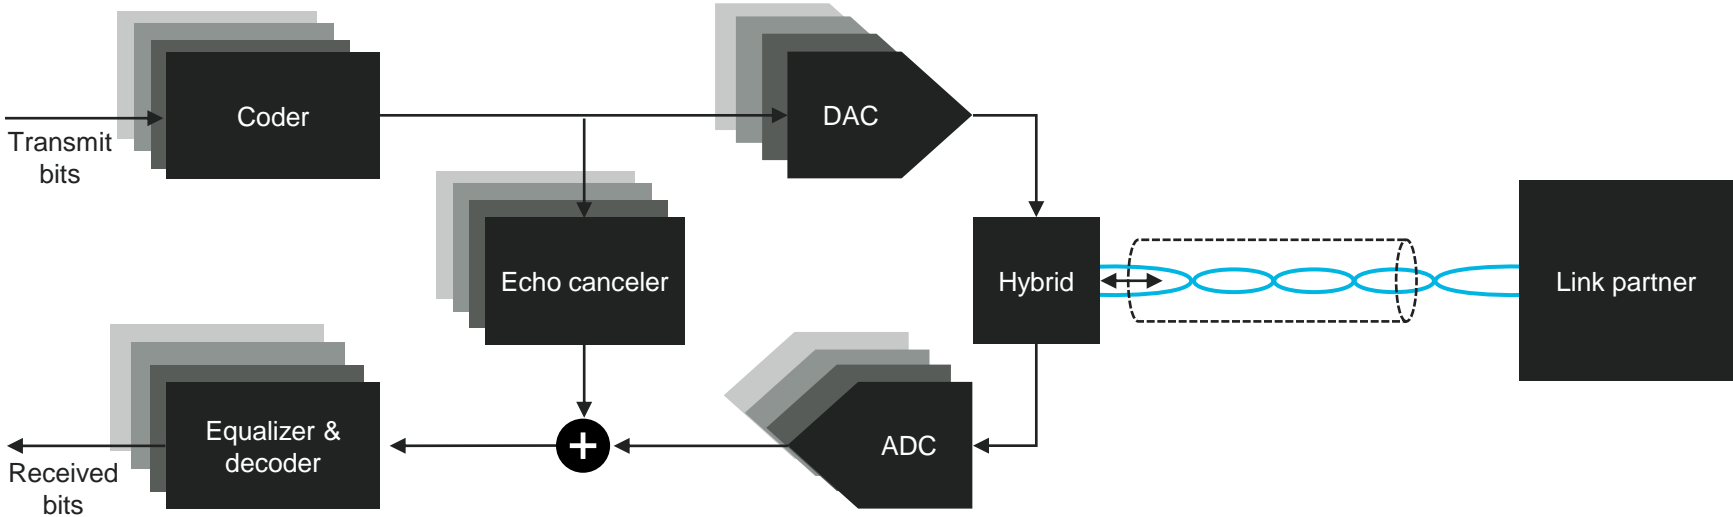 Coder
DAC
Transmit
bits
Echo canceler
Hybrid
Link partner
Equalizer &
decoder
+
ADC
Received
bits